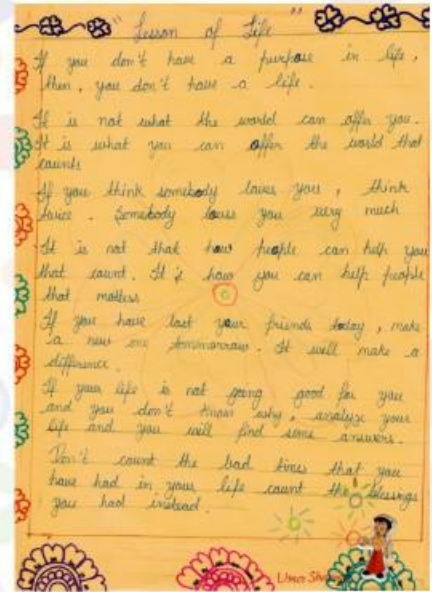 "Lesson of Life"
If you don't have a purpose in life,
then, you don't have a life.
It is not what the world can offer you.
It is what you can offer the world that
counts
If you think somebody loves you, think
twice. Somebody loves you very much
It is not that how people can help you
that count. It is how you can help people
that matters
If you have lost your friends today, make
a new one tommorrow. It will make a
difference.
If your life is not going good for you
and you don't know why, analyse your
life and you will find some answers.
Don't count the bad times that you
have had in your life count the blessings
you had instead.
Uma